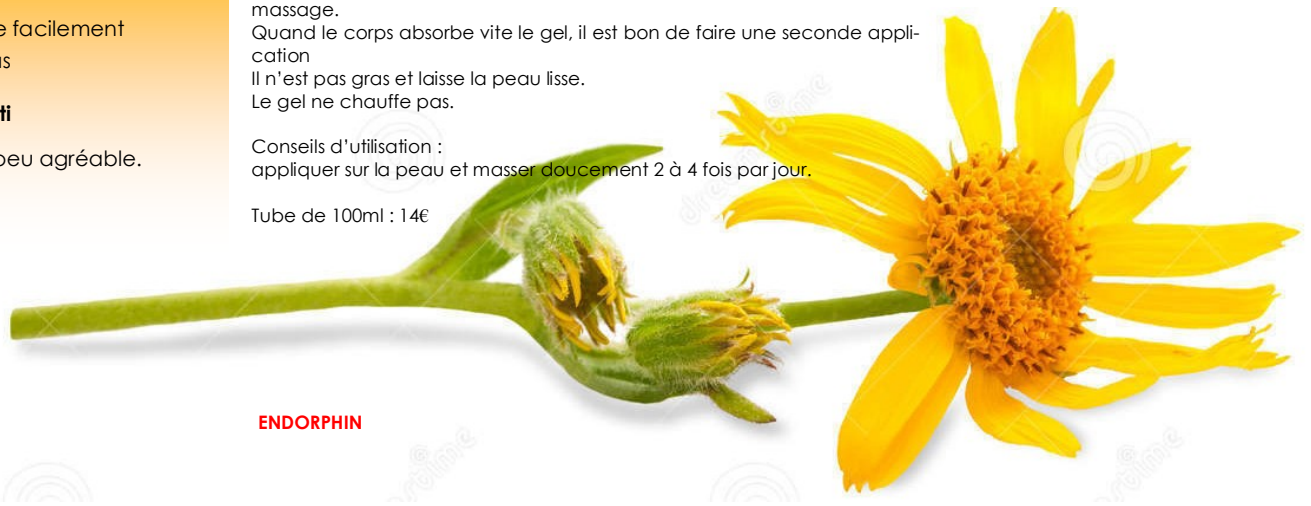 e facilement
s
ti
peu agréable.
massage.
Quand le corps absorbe vite le gel, il est bon de faire une seconde appli-
cation
Il n'est pas gras et laisse la peau lisse.
Le gel ne chauffe pas.
Conseils d'utilisation :
appliquer sur la peau et masser doucement 2 à 4 fois par jour.
Tube de 100ml : 14€
ENDORPHIN
dreamstime